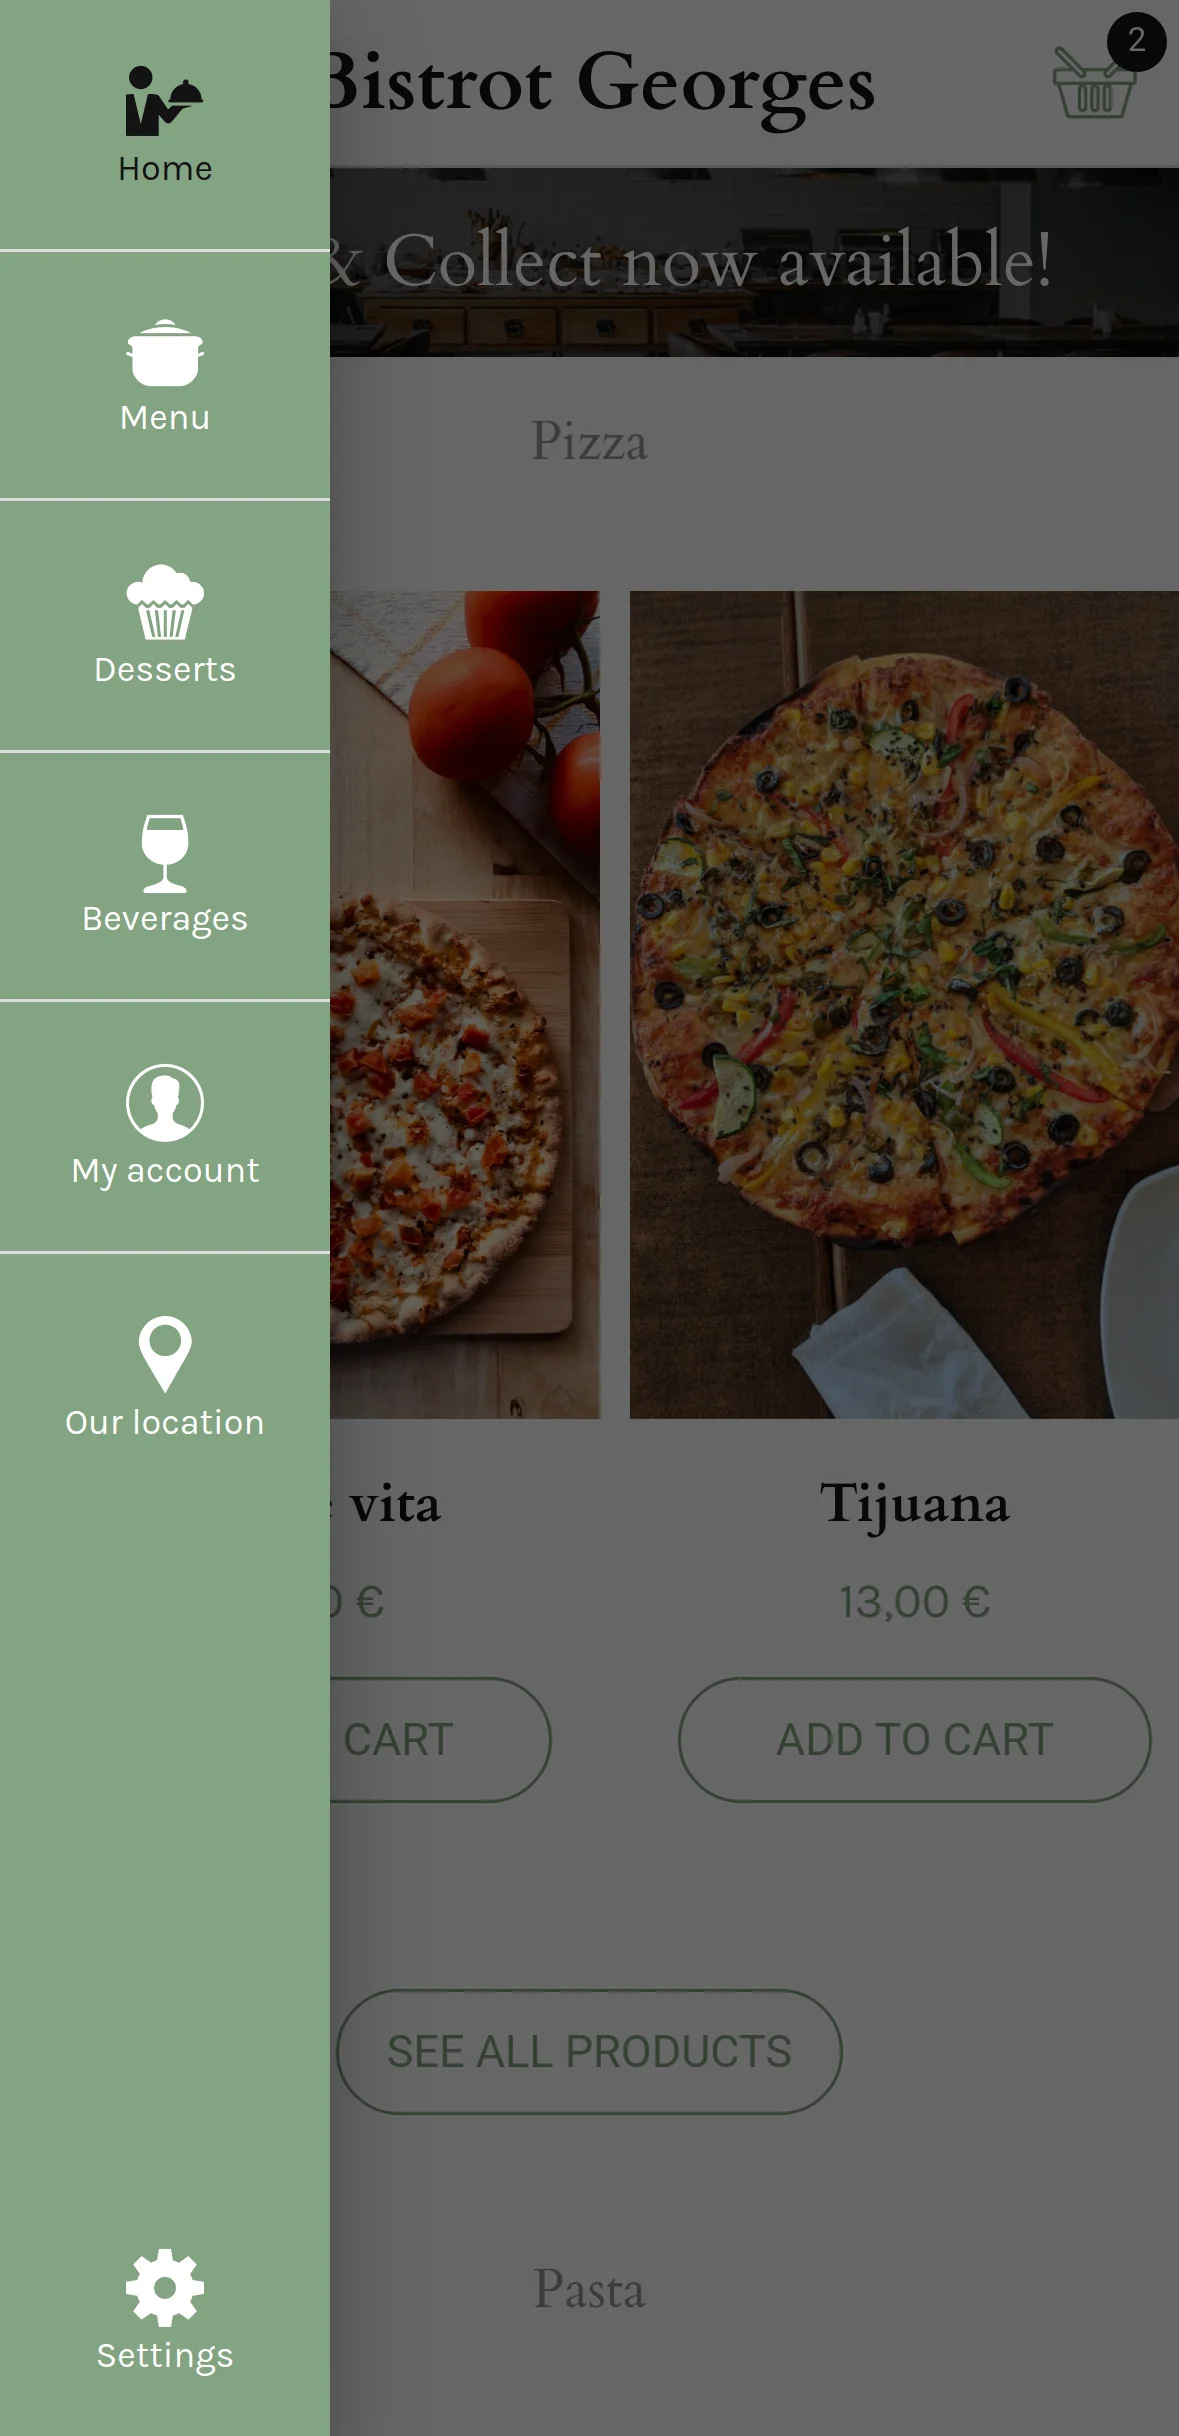 Home
Menu
Desserts
Beverages
My account
Our location
Settings
Bistrot Georges
2
& Collect now available!
Pizza
vita
Tijuana
0 €
13,00 €
CART
ADD TO CART
SEE ALL PRODUCTS
Pasta